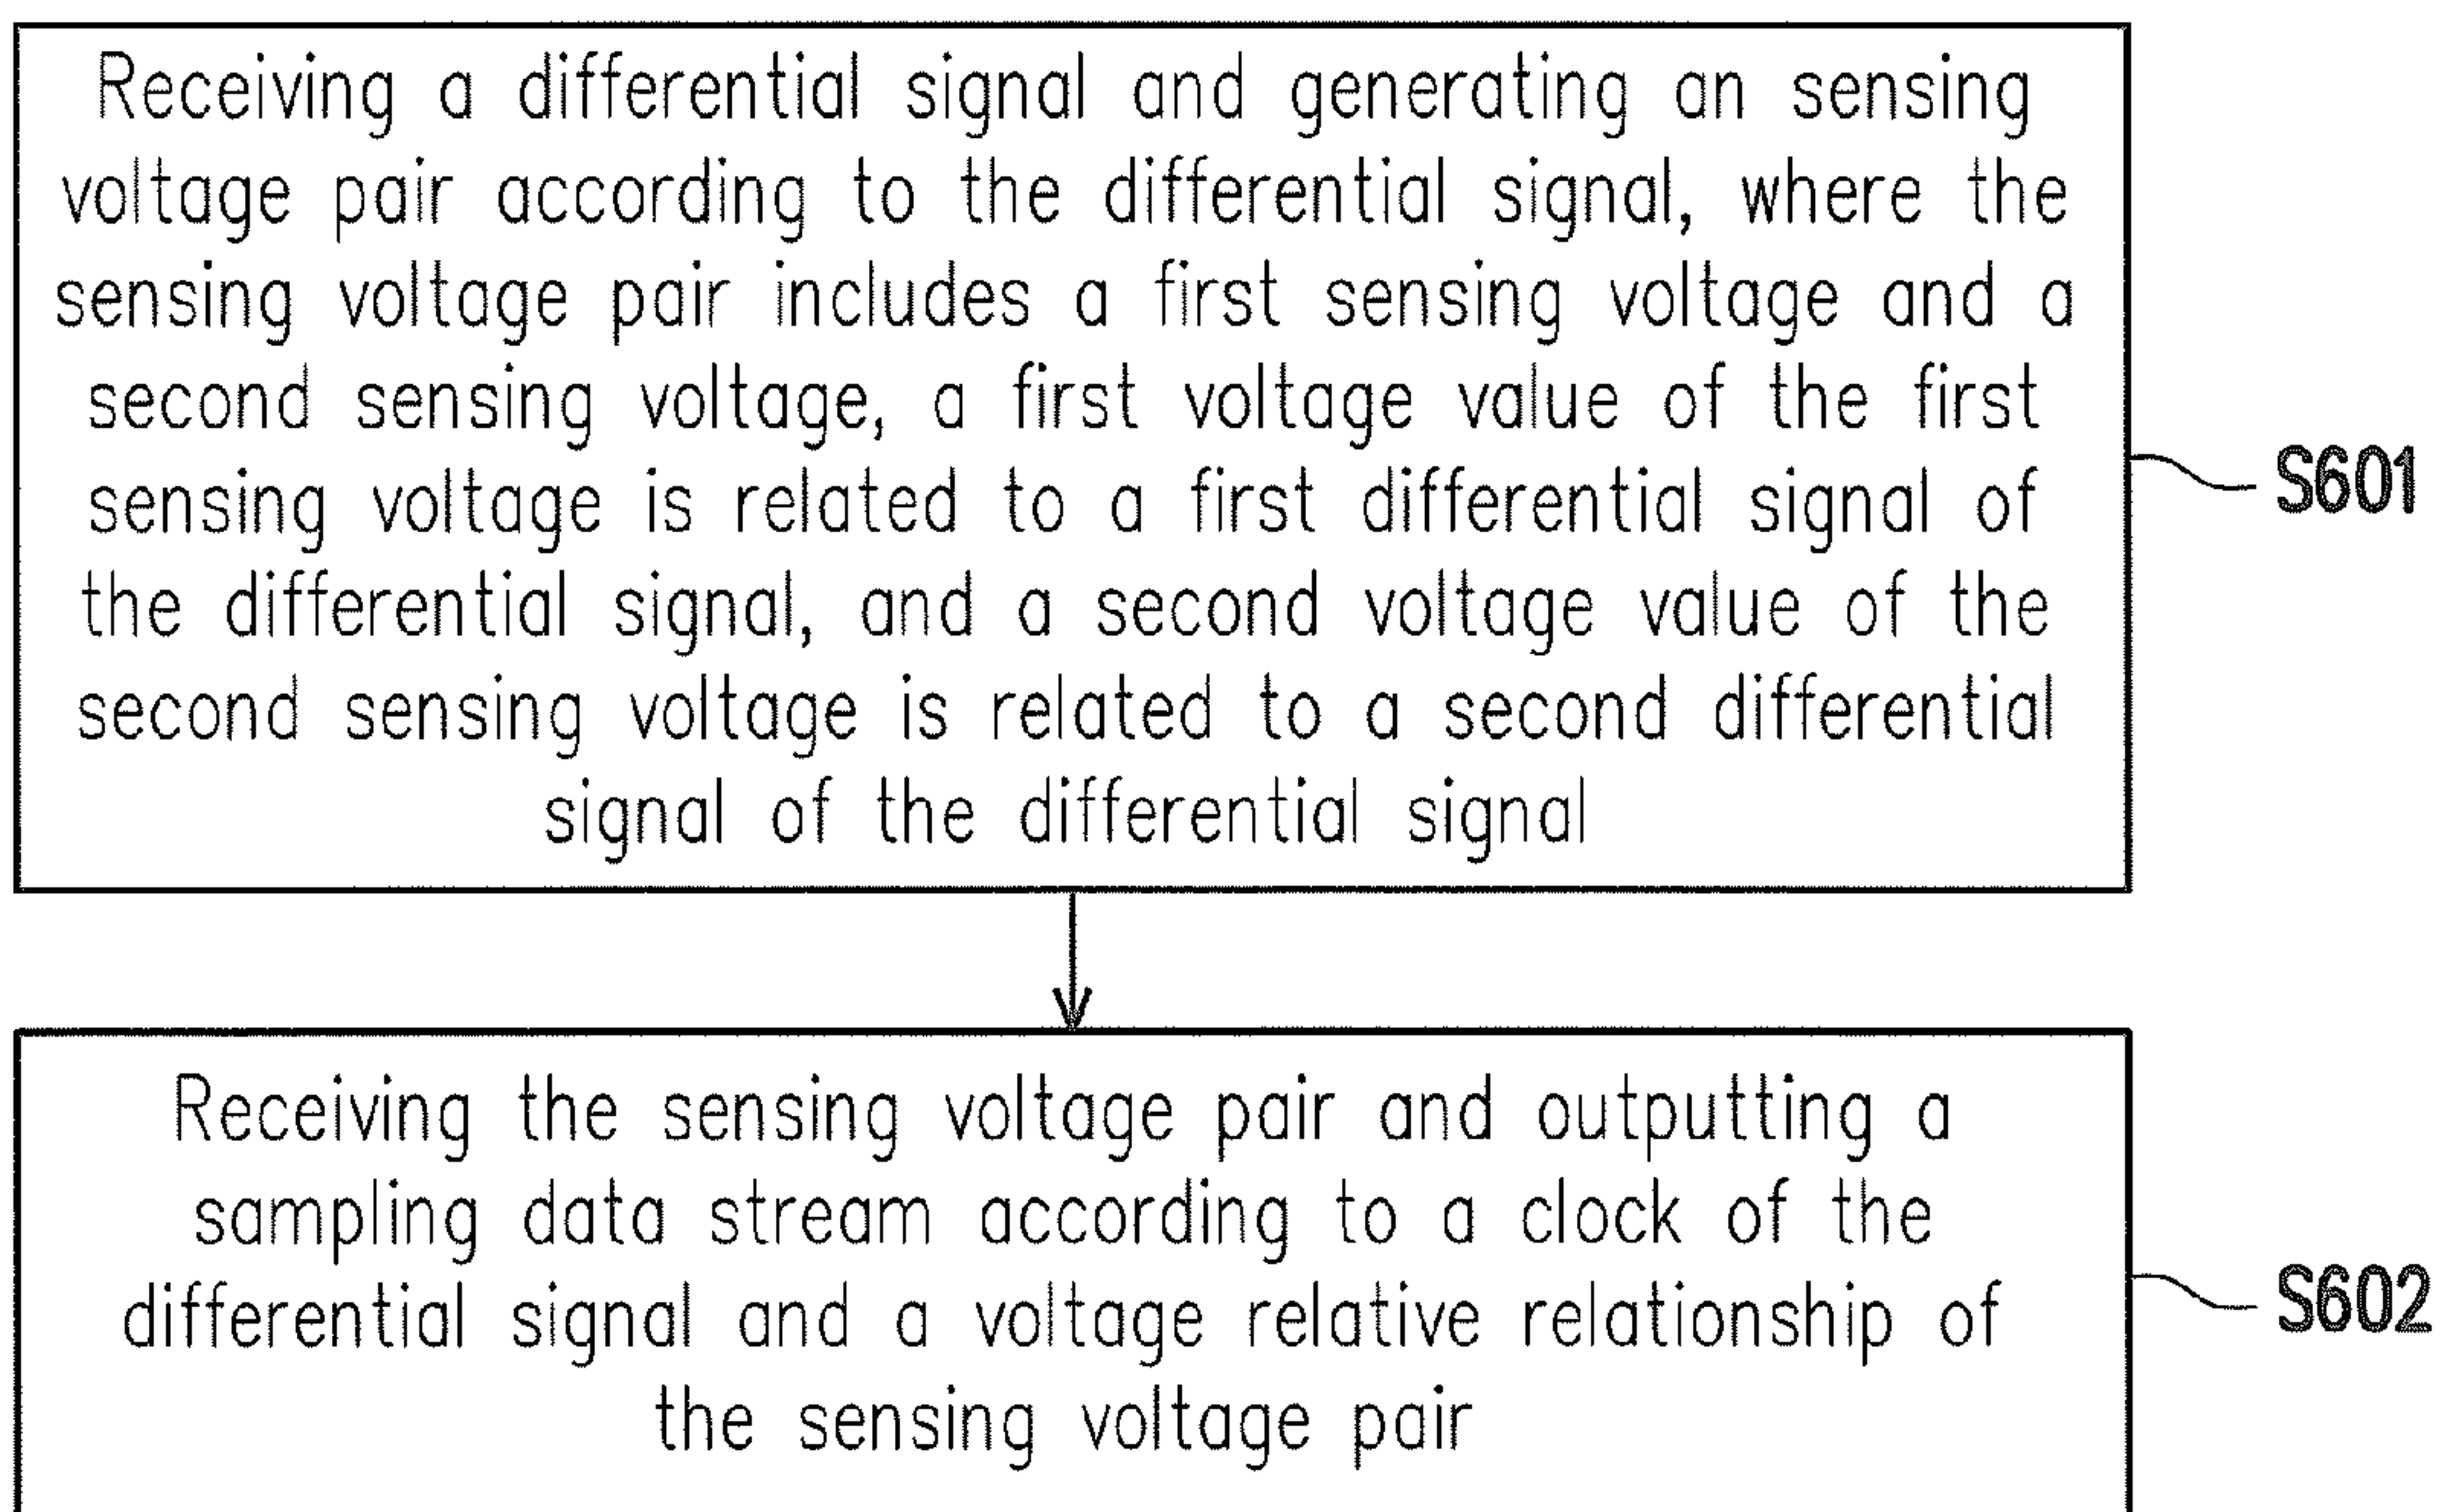 Receiving a differential signal and generating an sensing
voltage pair according to the differential signal, where the
sensing voltage pair includes a first sensing voltage and a
second sensing voltage, a first voltage value of the first
sensing voltage is related to a first differential signal of
the differential signal, and a second voltage value of the
second sensing voltage is related to a second differential
signal of the differential signal
S601
Receiving the sensing voltage pair and outputting a
sampling data stream according to a clock of the
differential signal and a voltage relative relationship of
the sensing voltage pair
S602